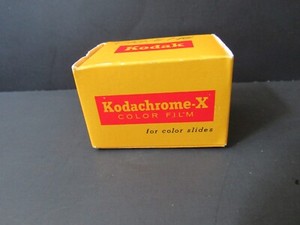 Kodak
Kodachrome-X
COLOR FILM
for color slides